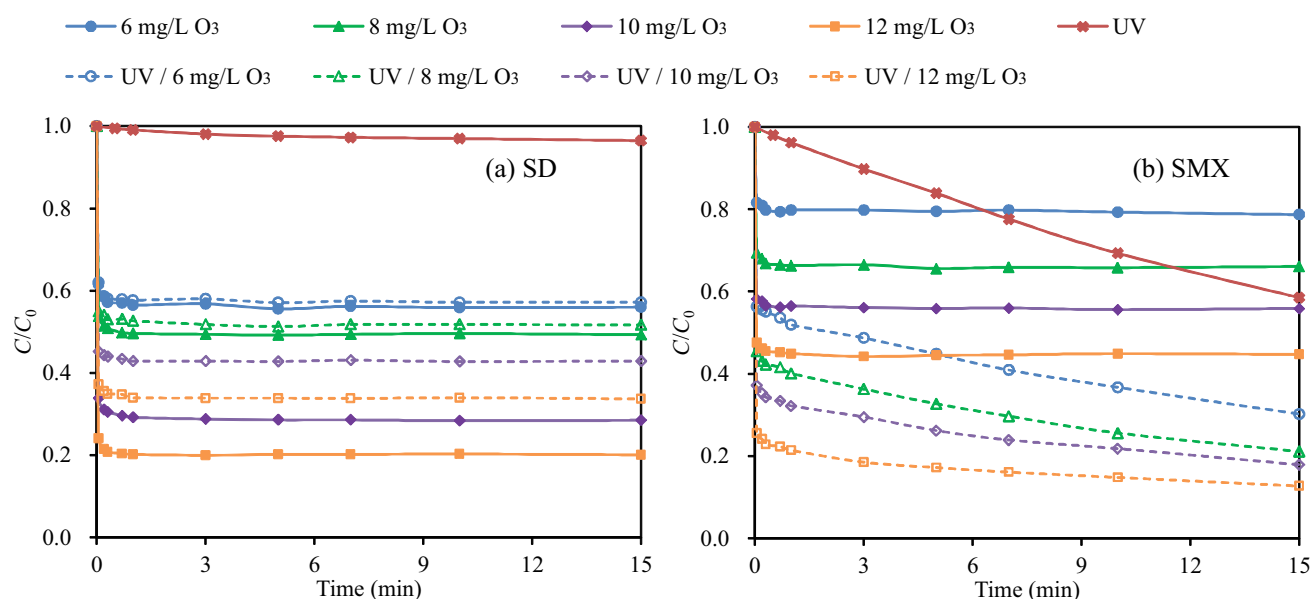 6 mg/L O₃ 8 mg/L O₃ 10 mg/L O₃ 12 mg/L O₃ UV
UV / 6 mg/L O₃ UV / 8 mg/L O₃ UV / 10 mg/L O₃ UV / 12 mg/L O₃
(a) SD
C/C₀
1.0
0.8
0.6
0.4
0.2
0.0
0 3 6 9 12 15
Time (min)
(b) SMX
C/C₀
1.0
0.8
0.6
0.4
0.2
0.0
0 3 6 9 12 15
Time (min)